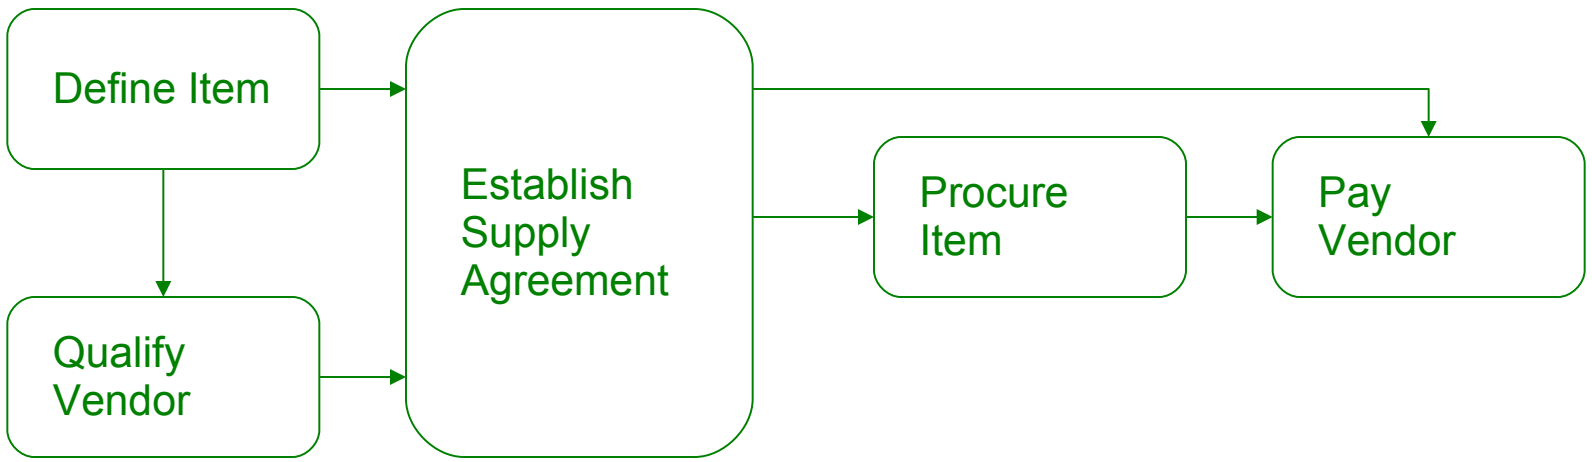 Define Item
Establish
Supply
Agreement
Procure
Item
Pay
Vendor
Qualify
Vendor